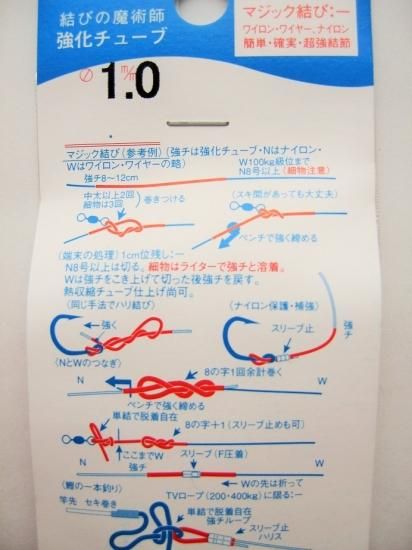 結びの魔術師
強化チューブ
マジック結び：―
ワイロン・ワイヤー、ナイロン
簡単・確実・超強結節
∅ 1.0 m/m
マジック結び（参考例）（強チは強化チューブ・Nはナイロン・
Wはワイロン・ワイヤーの略）
W100kg級位まで
N8号以上（細物注意）
強チ8〜12cm
中太以上2回
細物は3回
巻きつける
（スキ間があっても大丈夫）
ペンチで強く締める
（端末の処理）1cm位残し：―
N8号以上は切る。細物はライターで強チと溶着。
Wは強チをこき上げて切った後強チを戻す。
熱収縮チューブ仕上げ尚可。
（同じ手法でハリ結び）
（ナイロン保護・補強）
強く
スリーブ止
強チ
〈NとWのつなぎ〉
N
8の字1回余計巻く
W
ペンチで強く締める
単結で脱着自在
8の字+1（スリーブ止めも可）
ここまでW
N
強チ
スリーブ（F圧着）
W
〈鰹の一本釣り〉
Wの先は折って
TVロープ（200・400kg）に限る：―
竿先
セキ巻き
単結で脱着自在
強チループ
スリーブ止
ハリス